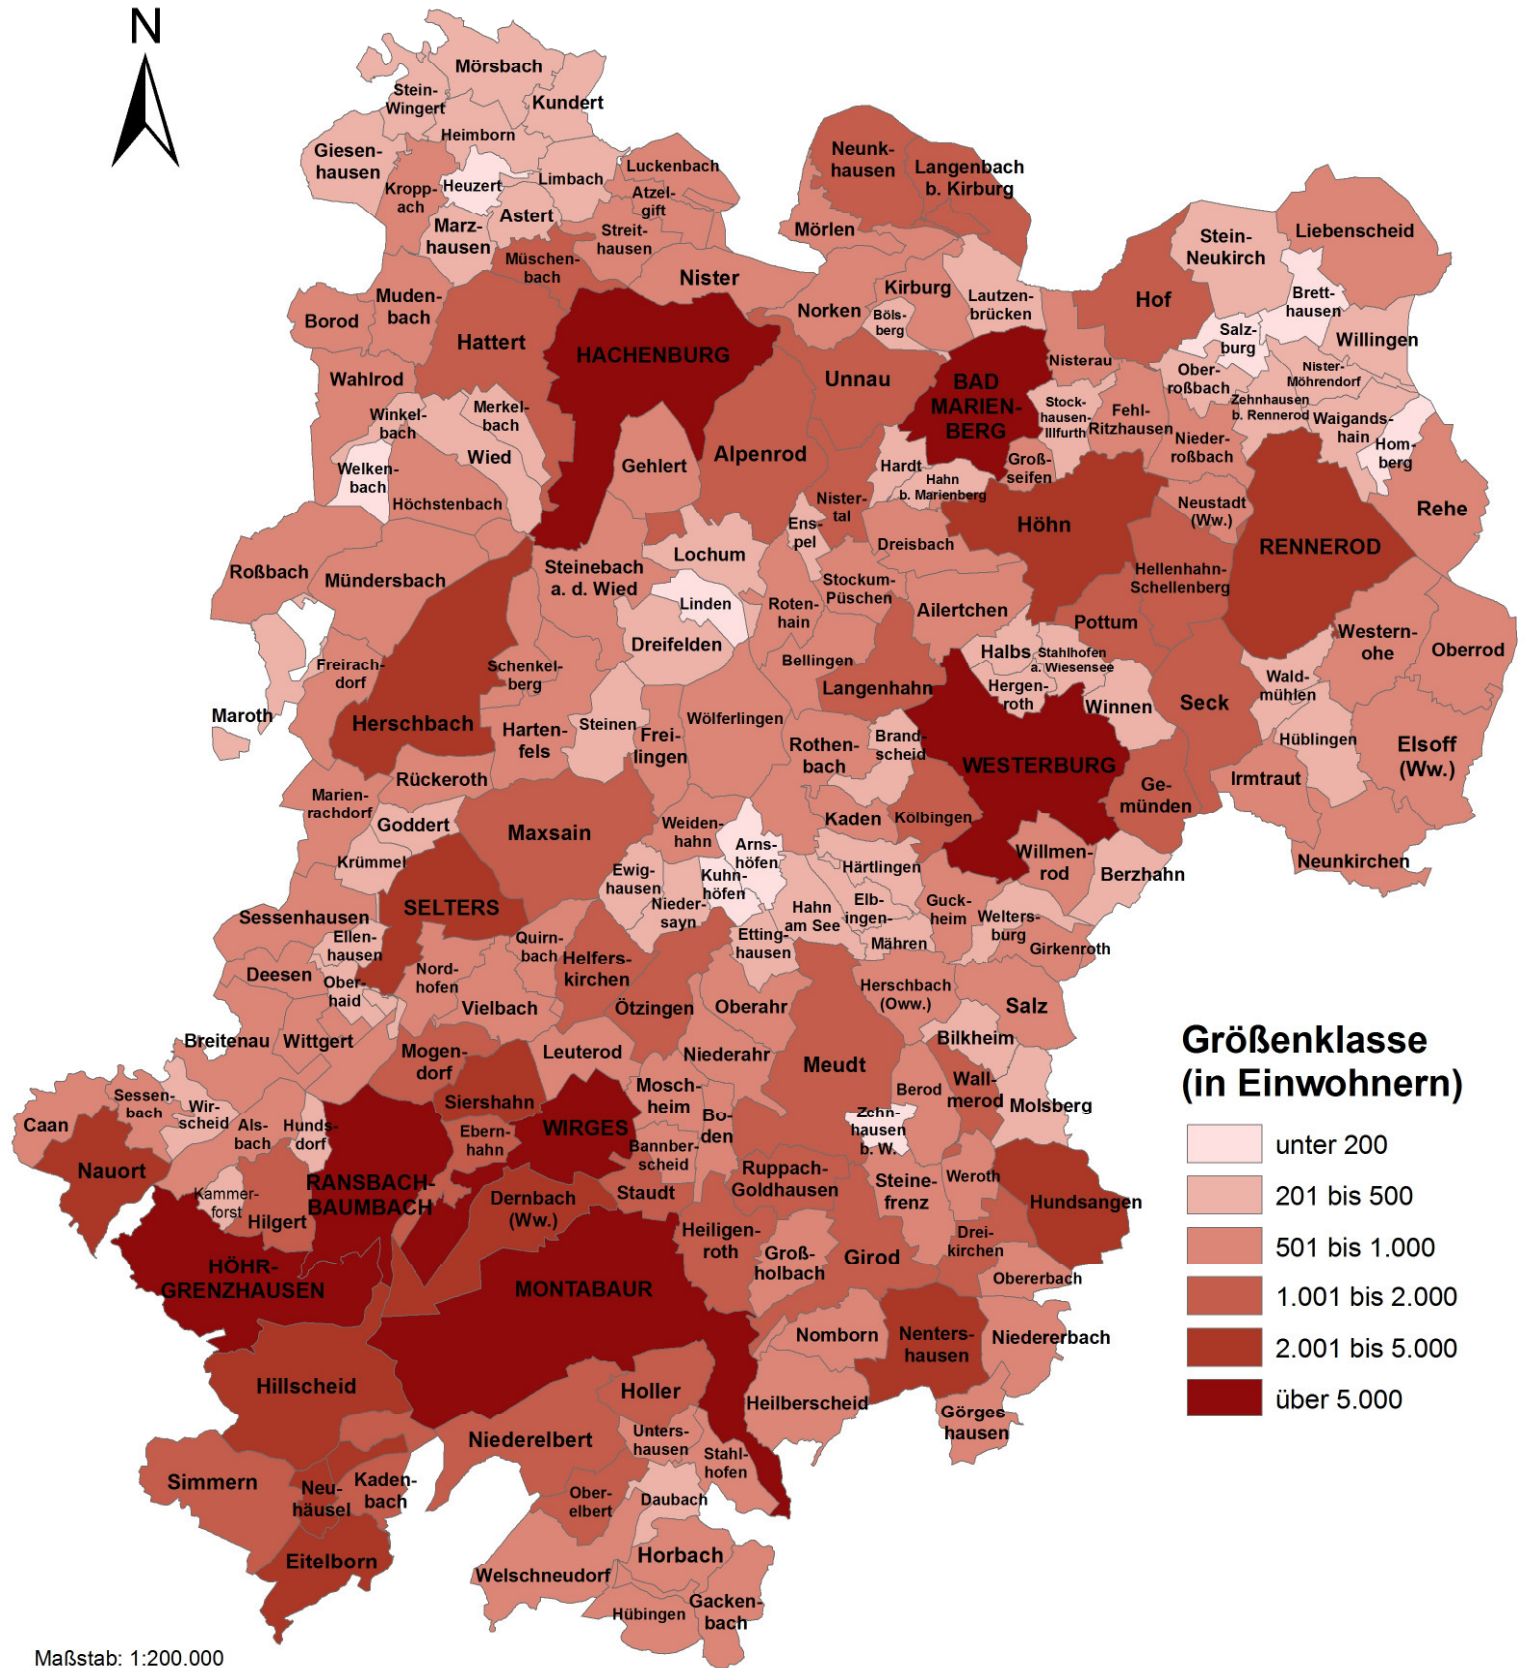 N
Mörsbach
Stein-
Wingert
Kundert
Heimborn
Giesen-
hausen
Kropp-
ach
Heuzert
Limbach
Luckenbach
Atzel-
gift
Astert
Marz-
hausen
Streit-
hausen
Müschen-
bach
Nister
Neunk-
hausen
Langenbach
b. Kirburg
Mörlen
Stein-
Neukirch
Liebenscheid
Muden-
bach
Borod
Hattert
HACHENBURG
Norken
Kirburg
Böls-
berg
Lautzen-
brücken
Hof
Brett-
hausen
Salz-
burg
Willingen
Wahlrod
Unnau
BAD
MARIEN-
BERG
Nisterau
Ober-
roßbach
Nister-
Möhrendorf
Zehnhausen
b. Rennerod
Winkel-
bach
Merkel-
bach
Wied
Stock-
hausen-
Illfurth
Fehl-
Ritzhausen
Waigands-
hain
Hom-
berg
Nieder-
roßbach
Welken-
bach
Höchstenbach
Gehlert
Alpenrod
Hardt
Hahn
b. Marienberg
Groß-
seifen
Nister-
tal
Ens-
pel
Höhn
Neustadt
(Ww.)
Rehe
RENNEROD
Roßbach
Mündersbach
Steinebach
a. d. Wied
Lochum
Dreisbach
Linden
Roten-
hain
Stockum-
Püschen
Ailertchen
Hellenhahn-
Schellenberg
Pottum
Western-
ohe
Oberrod
Dreifelden
Freirach-
dorf
Schenkel-
berg
Bellingen
Langenhahn
Halbs
Stahlhofen
a. Wiesensee
Hergen-
roth
Winnen
Seck
Wald-
mühlen
Maroth
Herschbach
Harten-
fels
Steinen
Frei-
lingen
Wölferlingen
Rothen-
bach
Brand-
scheid
Hüblingen
Elsoff
(Ww.)
WESTERBURG
Irmtraut
Rückeroth
Marien-
rachdorf
Goddert
Maxsain
Weiden-
hahn
Kaden
Kölbingen
Ge-
münden
Krümmel
Arns-
höfen
Ewig-
hausen
Kuhn-
höfen
Nieder-
sayn
Härtlingen
Willmen-
rod
Berzhahn
Neunkirchen
SELTERS
Sessenhausen
Hahn
am See
Elb-
ingen-
Mähren
Guck-
heim
Welters-
burg
Girkenroth
Ellen-
hausen
Quirn-
bach
Helfers-
kirchen
Etting-
hausen
Deesen
Ober-
haid
Nord-
hofen
Vielbach
Ötzingen
Oberahr
Herschbach
(Oww.)
Salz
Breitenau
Wittgert
Mogen-
dorf
Leuterod
Niederahr
Meudt
Bilkheim
Berod
Wall-
merod
Molsberg
Sessen-
bach
Wir-
scheid
Caan
Als-
bach
Hunds-
dorf
Siershahn
Ebern-
hahn
WIRGES
Mosch-
heim
Bo-
den
Bannber-
scheid
Zehn-
hausen
b. W.
Nauort
Kammer-
forst
Hilgert
RANSBACH-
BAUMBACH
Dernbach
(Ww.)
Staudt
Ruppach-
Goldhausen
Steine-
frenz
Weroth
Hundsangen
HÖHR-
GRENZHAUSEN
MONTABAUR
Heiligen-
roth
Groß-
holbach
Girod
Drei-
kirchen
Obererbach
Nomborn
Nenters-
hausen
Niedererbach
Hillscheid
Holler
Heilberscheid
Görges
hausen
Niederelbert
Unters-
hausen
Stahl-
hofen
Simmern
Neu-
häusel
Kaden-
bach
Ober-
elbert
Daubach
Eitelborn
Welschneudorf
Horbach
Hübingen
Gacken-
bach
Größenklasse
(in Einwohnern)
unter 200
201 bis 500
501 bis 1.000
1.001 bis 2.000
2.001 bis 5.000
über 5.000
Maßstab: 1:200.000